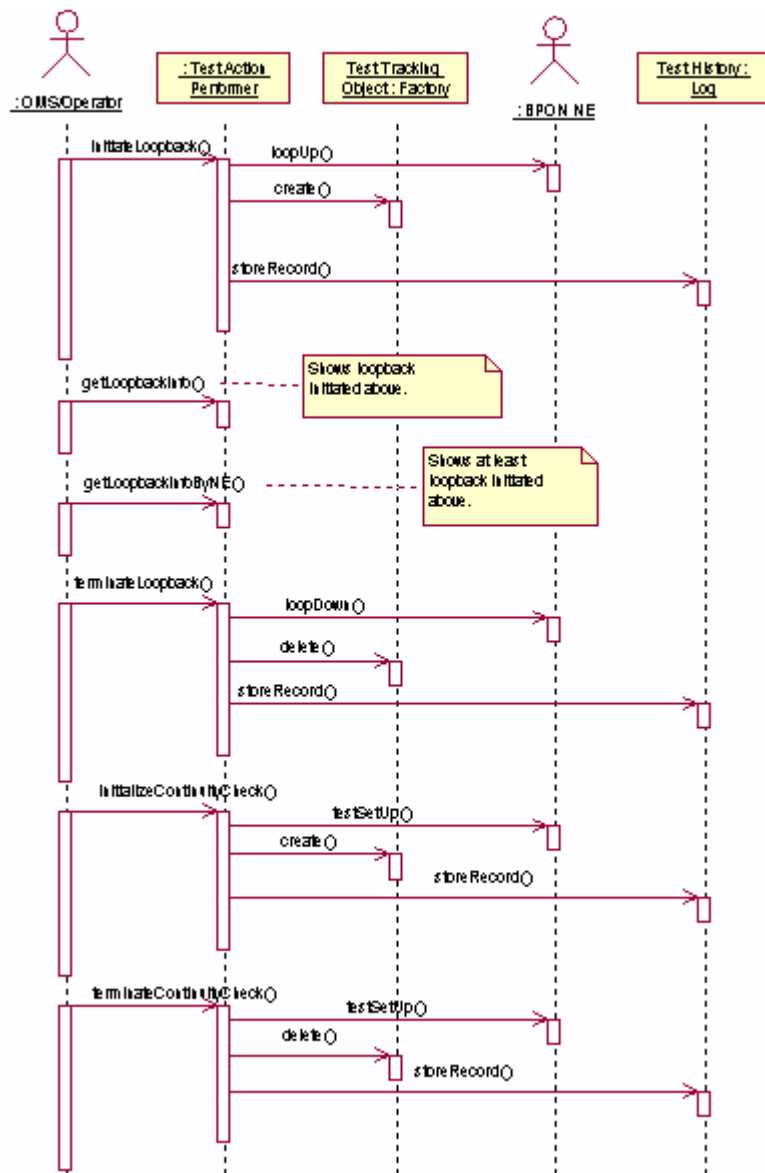 : OMS/Operator
: Test Action
Performer
Test Tracking
Object : Factory
: BPON NE
Test History :
Log
initiateLoopback()
loopUp()
create()
storeRecord()
getLoopbackInfo()
Shows loopback
initiated above.
getLoopbackInfoByNE()
Shows at least
loopback initiated
above.
terminateLoopback()
loopDown()
delete()
storeRecord()
initializeContinuityCheck()
testSetUp()
create()
storeRecord()
terminateContinuityCheck()
testSetUp()
delete()
storeRecord()